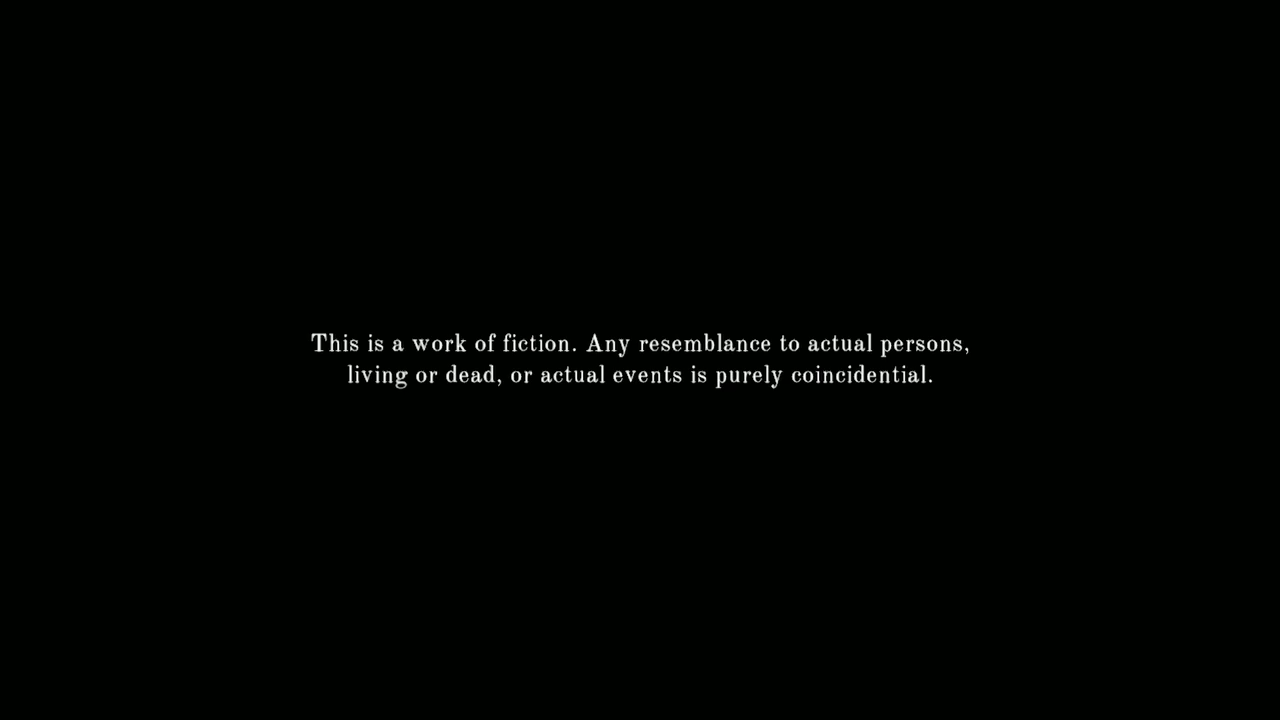 This is a work of fiction. Any resemblance to actual persons,
living or dead, or actual events is purely coincidential.